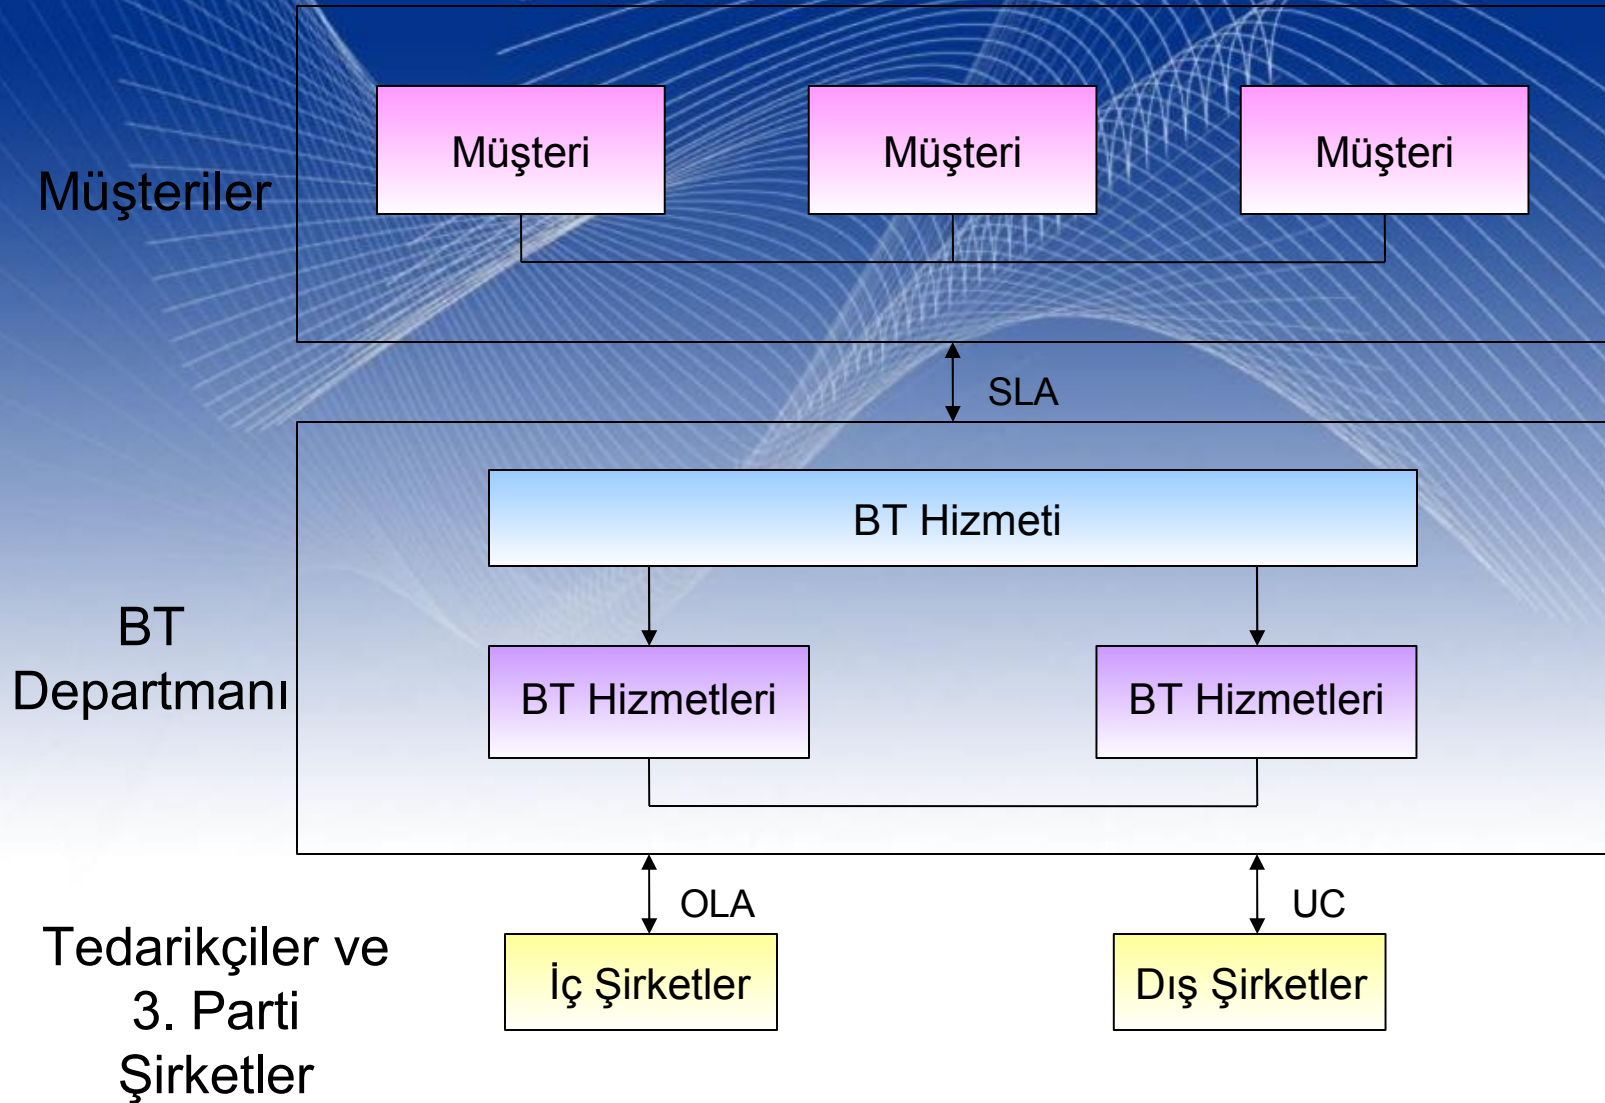 Müşteri
Müşteri
Müşteri
Müşteriler
SLA
BT Hizmeti
BT
Departmanı
BT Hizmetleri
BT Hizmetleri
OLA
UC
Tedarikçiler ve
3. Parti
Şirketler
İç Şirketler
Dış Şirketler